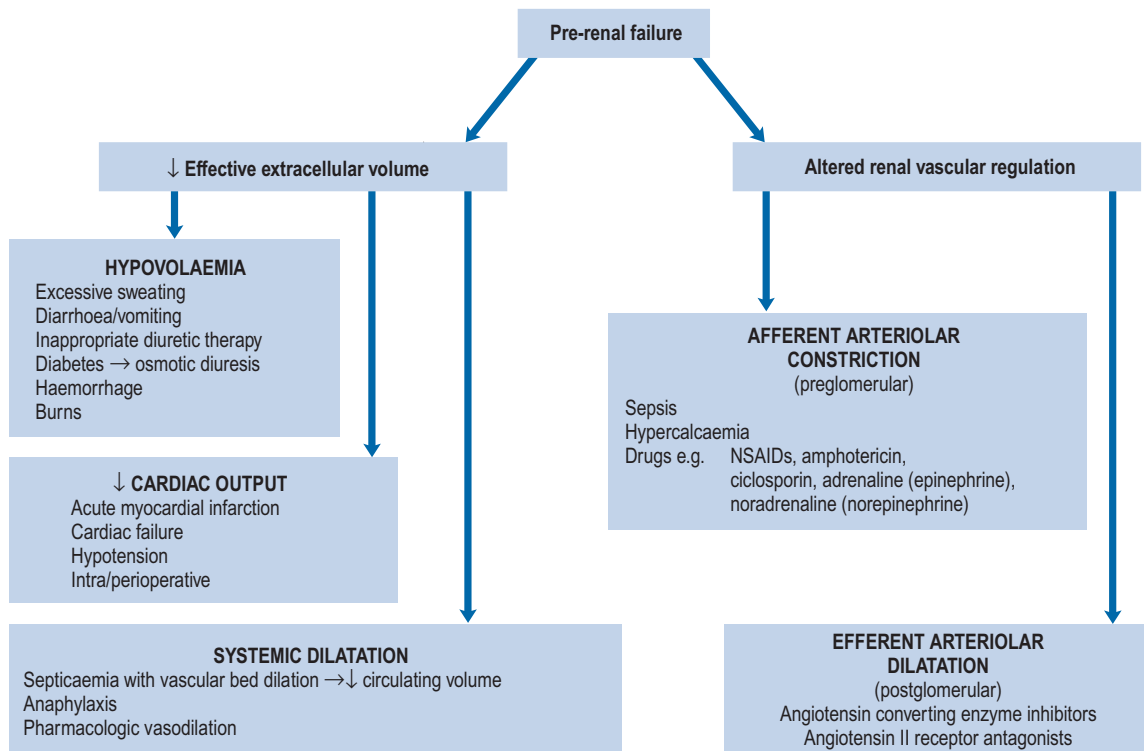 Pre-renal failure
↓ Effective extracellular volume
Altered renal vascular regulation
HYPOVOLAEMIA
Excessive sweating
Diarrhoea/vomiting
Inappropriate diuretic therapy
Diabetes → osmotic diuresis
Haemorrhage
Burns
↓ CARDIAC OUTPUT
Acute myocardial infarction
Cardiac failure
Hypotension
Intra/perioperative
SYSTEMIC DILATATION
Septicaemia with vascular bed dilation →↓ circulating volume
Anaphylaxis
Pharmacologic vasodilation
AFFERENT ARTERIOLAR
CONSTRICTION
(preglomerular)
Sepsis
Hypercalcaemia
Drugs e.g. NSAIDs, amphotericin,
ciclosporin, adrenaline (epinephrine),
noradrenaline (norepinephrine)
EFFERENT ARTERIOLAR
DILATATION
(postglomerular)
Angiotensin converting enzyme inhibitors
Angiotensin II receptor antagonists